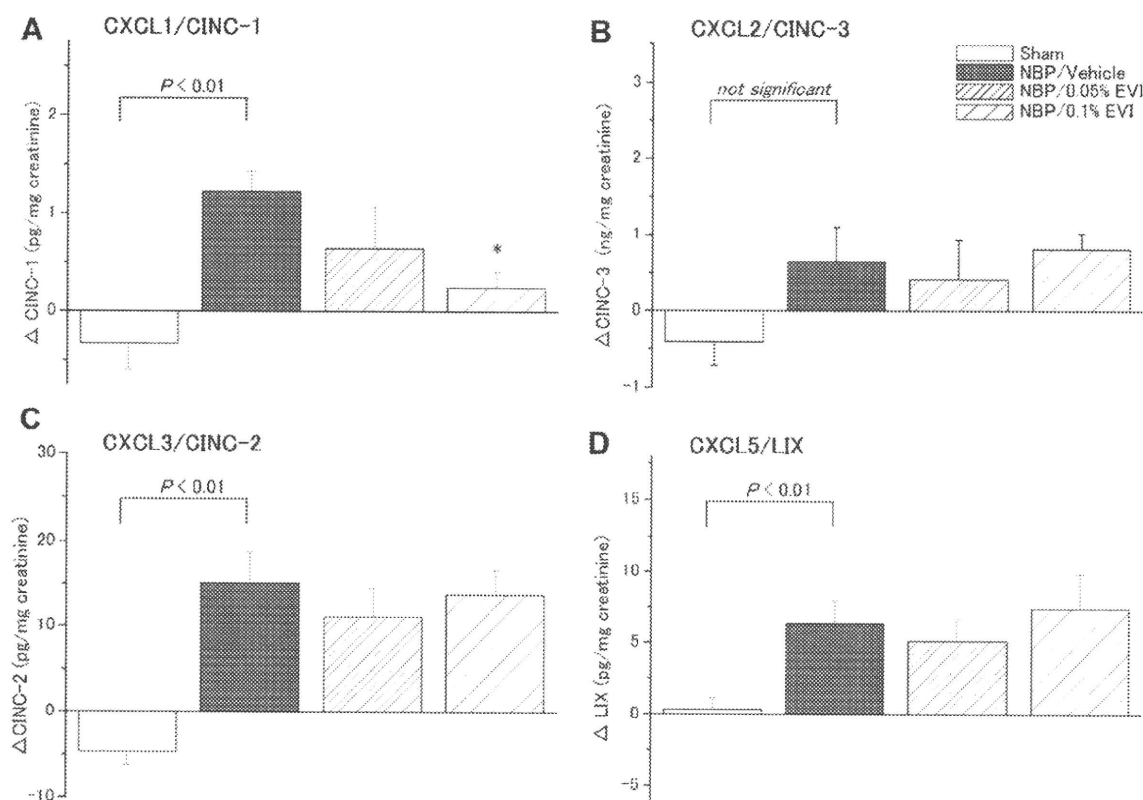 A CXCL1/CINC-1
P < 0.01
△ CINC-1 (pg/mg creatinine)
2
1
0
*
B CXCL2/CINC-3
not significant
△CINC-3 (ng/mg creatinine)
3
2
1
0
-1
Sham
NBP/Vehicle
NBP/0.05% EVI
NBP/0.1% EVI
C CXCL3/CINC-2
P < 0.01
△CINC-2 (pg/mg creatinine)
30
20
10
0
-10
D CXCL5/LIX
P < 0.01
△ LIX (pg/mg creatinine)
15
10
5
0
-5